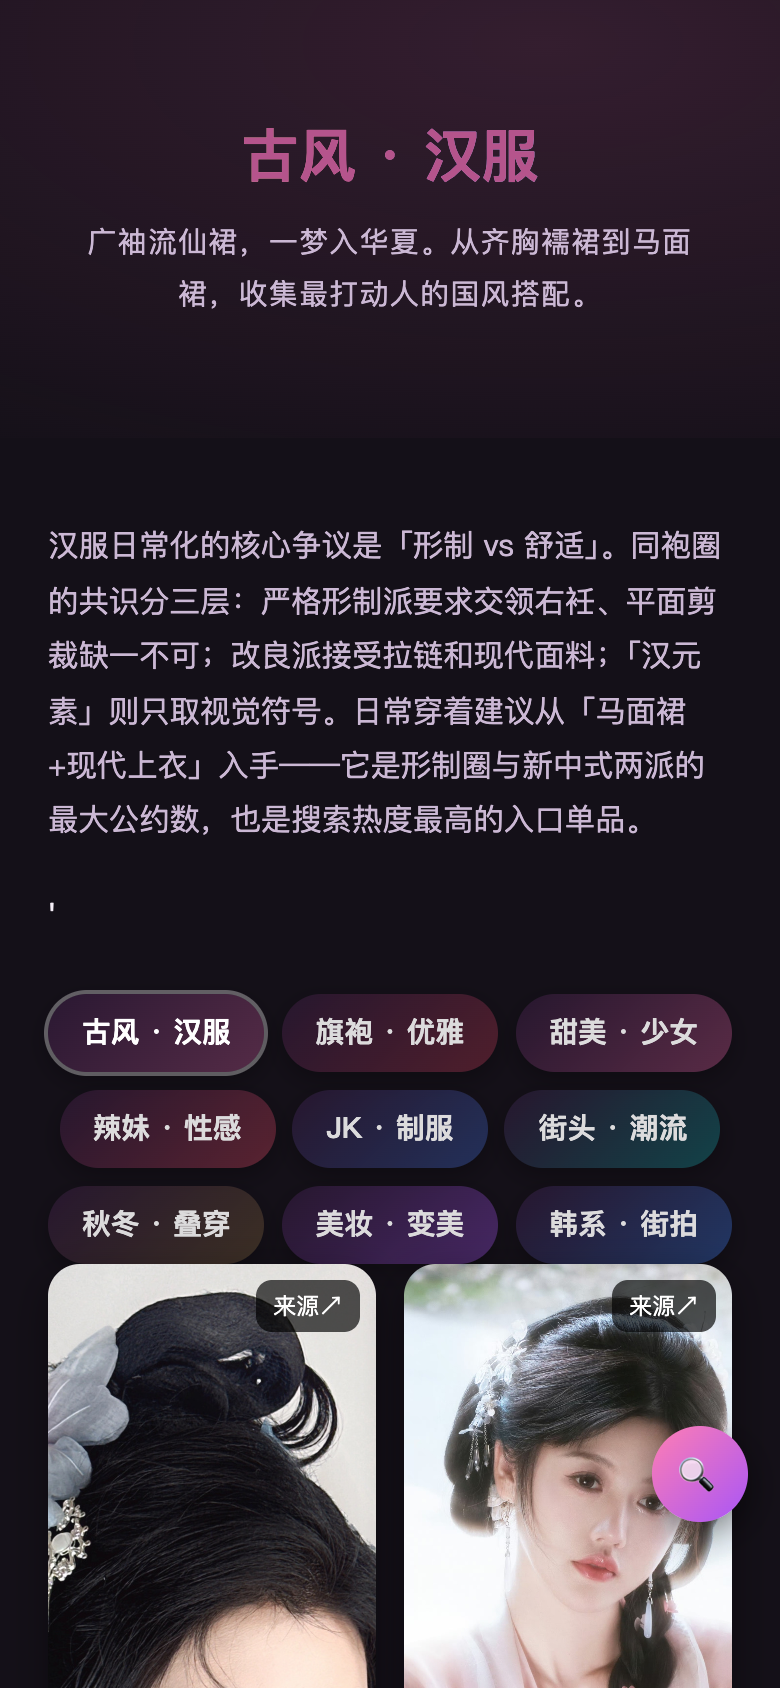 古风 · 汉服
广袖流仙裙，一梦入华夏。从齐胸襦裙到马面
裙，收集最打动人的国风搭配。
汉服日常化的核心争议是「形制 vs 舒适」。同袍圈
的共识分三层：严格形制派要求交领右衽、平面剪
裁缺一不可；改良派接受拉链和现代面料；「汉元
素」则只取视觉符号。日常穿着建议从「马面裙
+现代上衣」入手——它是形制圈与新中式两派的
最大公约数，也是搜索热度最高的入口单品。
'
古风 · 汉服
旗袍 · 优雅
甜美 · 少女
辣妹 · 性感
JK · 制服
街头 · 潮流
秋冬 · 叠穿
美妆 · 变美
韩系 · 街拍
来源↗
来源↗